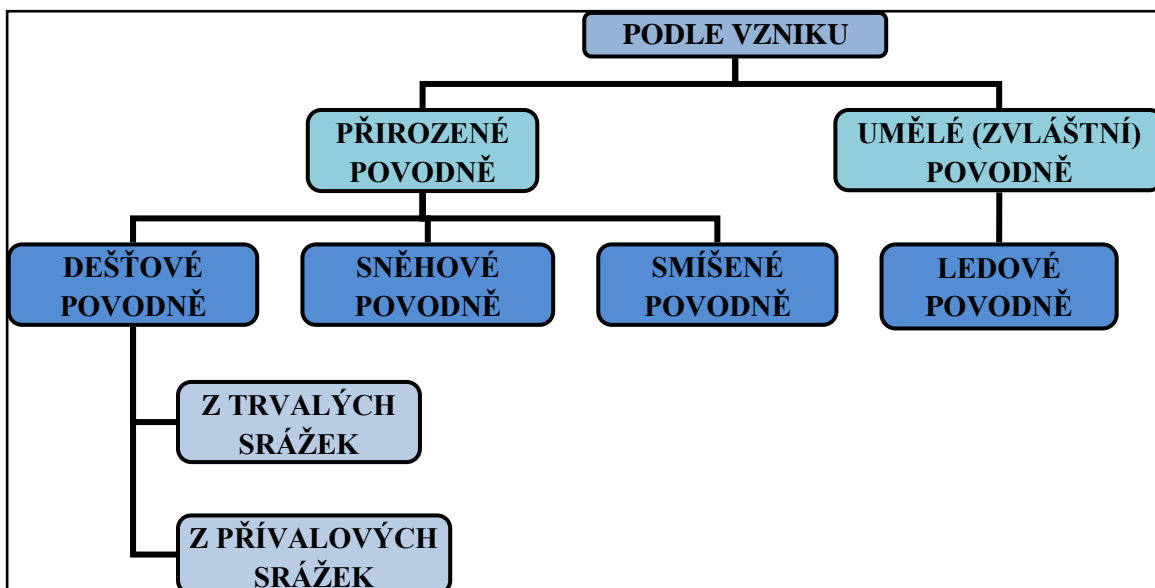 PODLE VZNIKU
PŘIROZENÉ
POVODNĚ
UMĚLÉ (ZVLÁŠTNÍ)
POVODNĚ
DEŠŤOVÉ
POVODNĚ
SNĚHOVÉ
POVODNĚ
SMÍŠENÉ
POVODNĚ
LEDOVÉ
POVODNĚ
Z TRVALÝCH
SRÁŽEK
Z PŘÍVALOVÝCH
SRÁŽEK